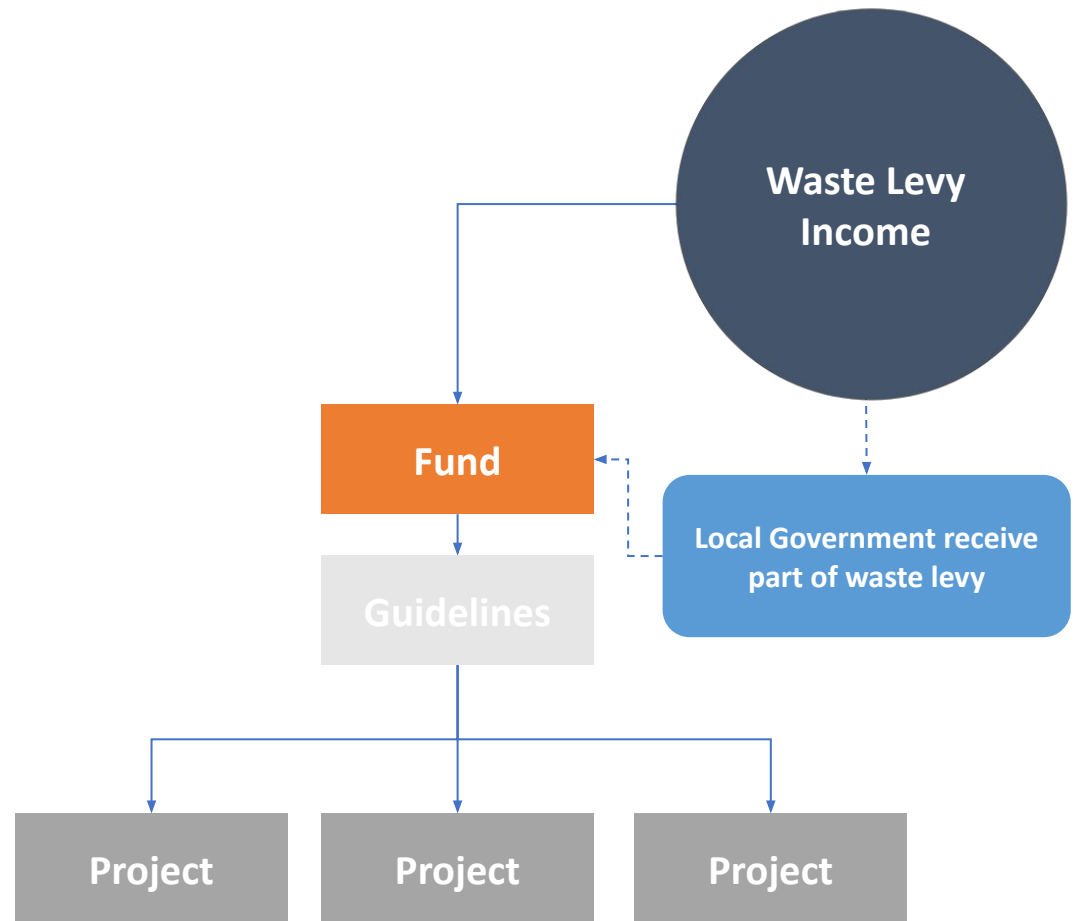 Waste Levy
Income
Fund
Local Government receive
part of waste levy
Guidelines
Project
Project
Project